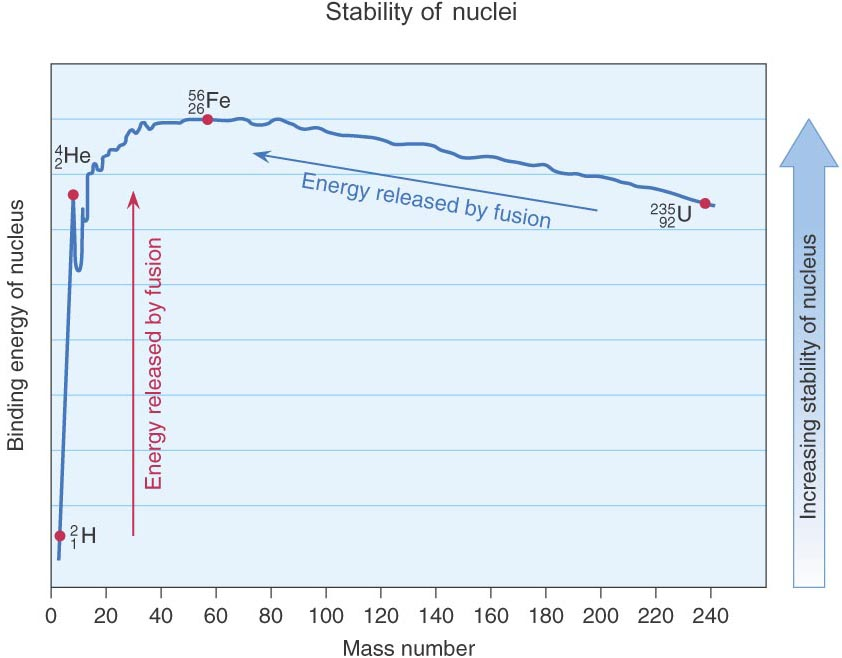 Stability of nuclei
56
26Fe
4
2He
Energy released by fusion
235
92U
Energy released by fusion
2
1H
Binding energy of nucleus
Increasing stability of nucleus
0 20 40 60 80 100 120 140 160 180 200 220 240
Mass number